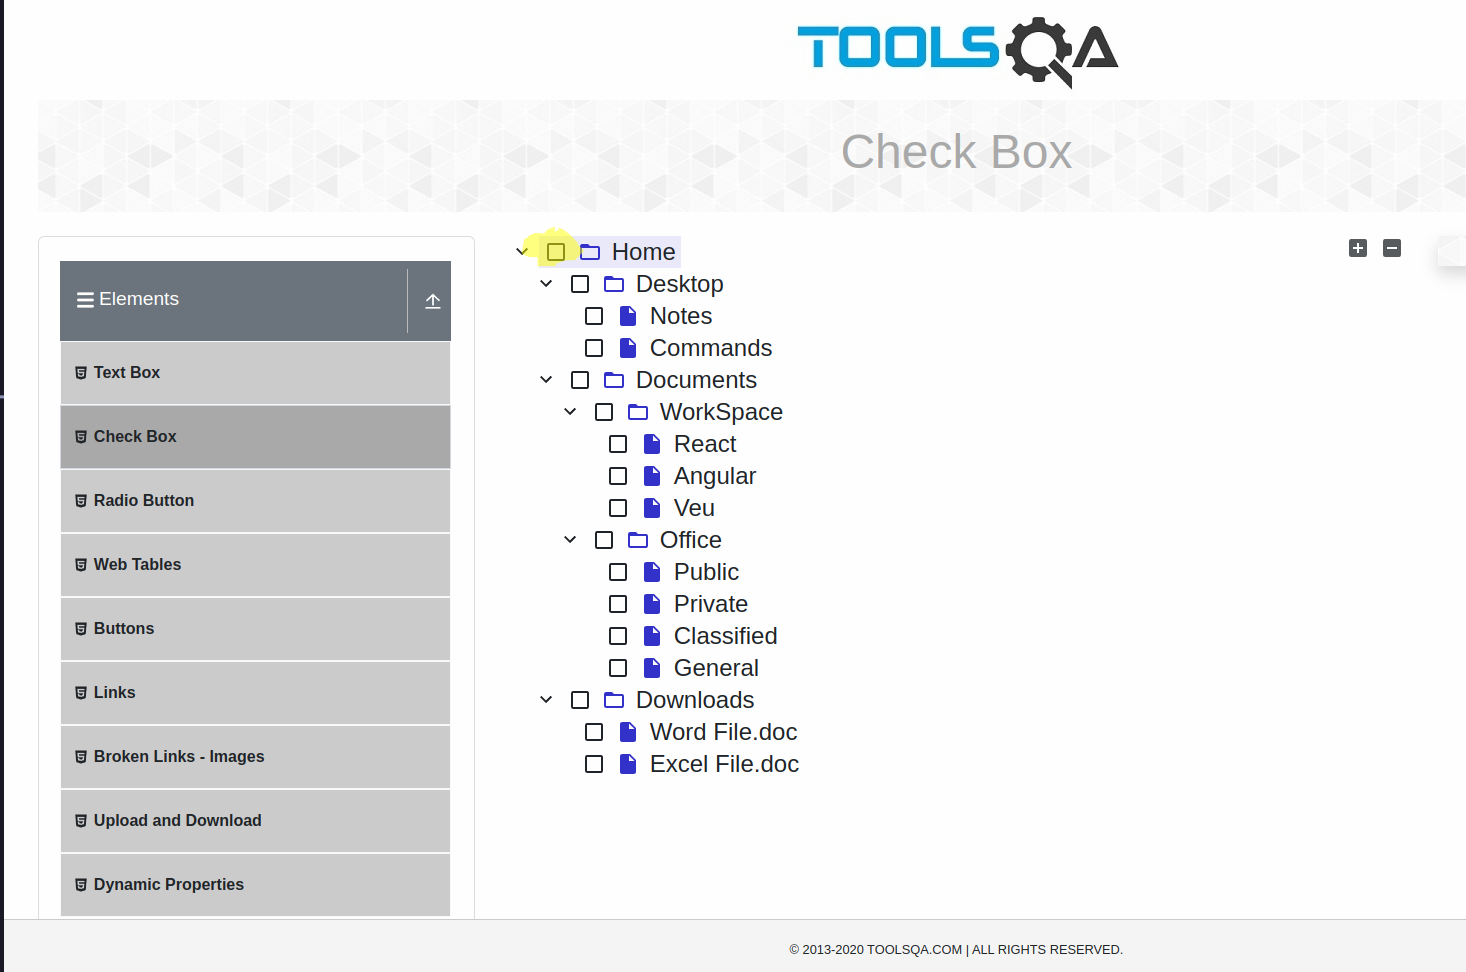 TOOLSQA
Check Box
Elements
Text Box
Check Box
Radio Button
Web Tables
Buttons
Links
Broken Links - Images
Upload and Download
Dynamic Properties
Home
Desktop
Notes
Commands
Documents
WorkSpace
React
Angular
Veu
Office
Public
Private
Classified
General
Downloads
Word File.doc
Excel File.doc
© 2013-2020 TOOLSQA.COM | ALL RIGHTS RESERVED.